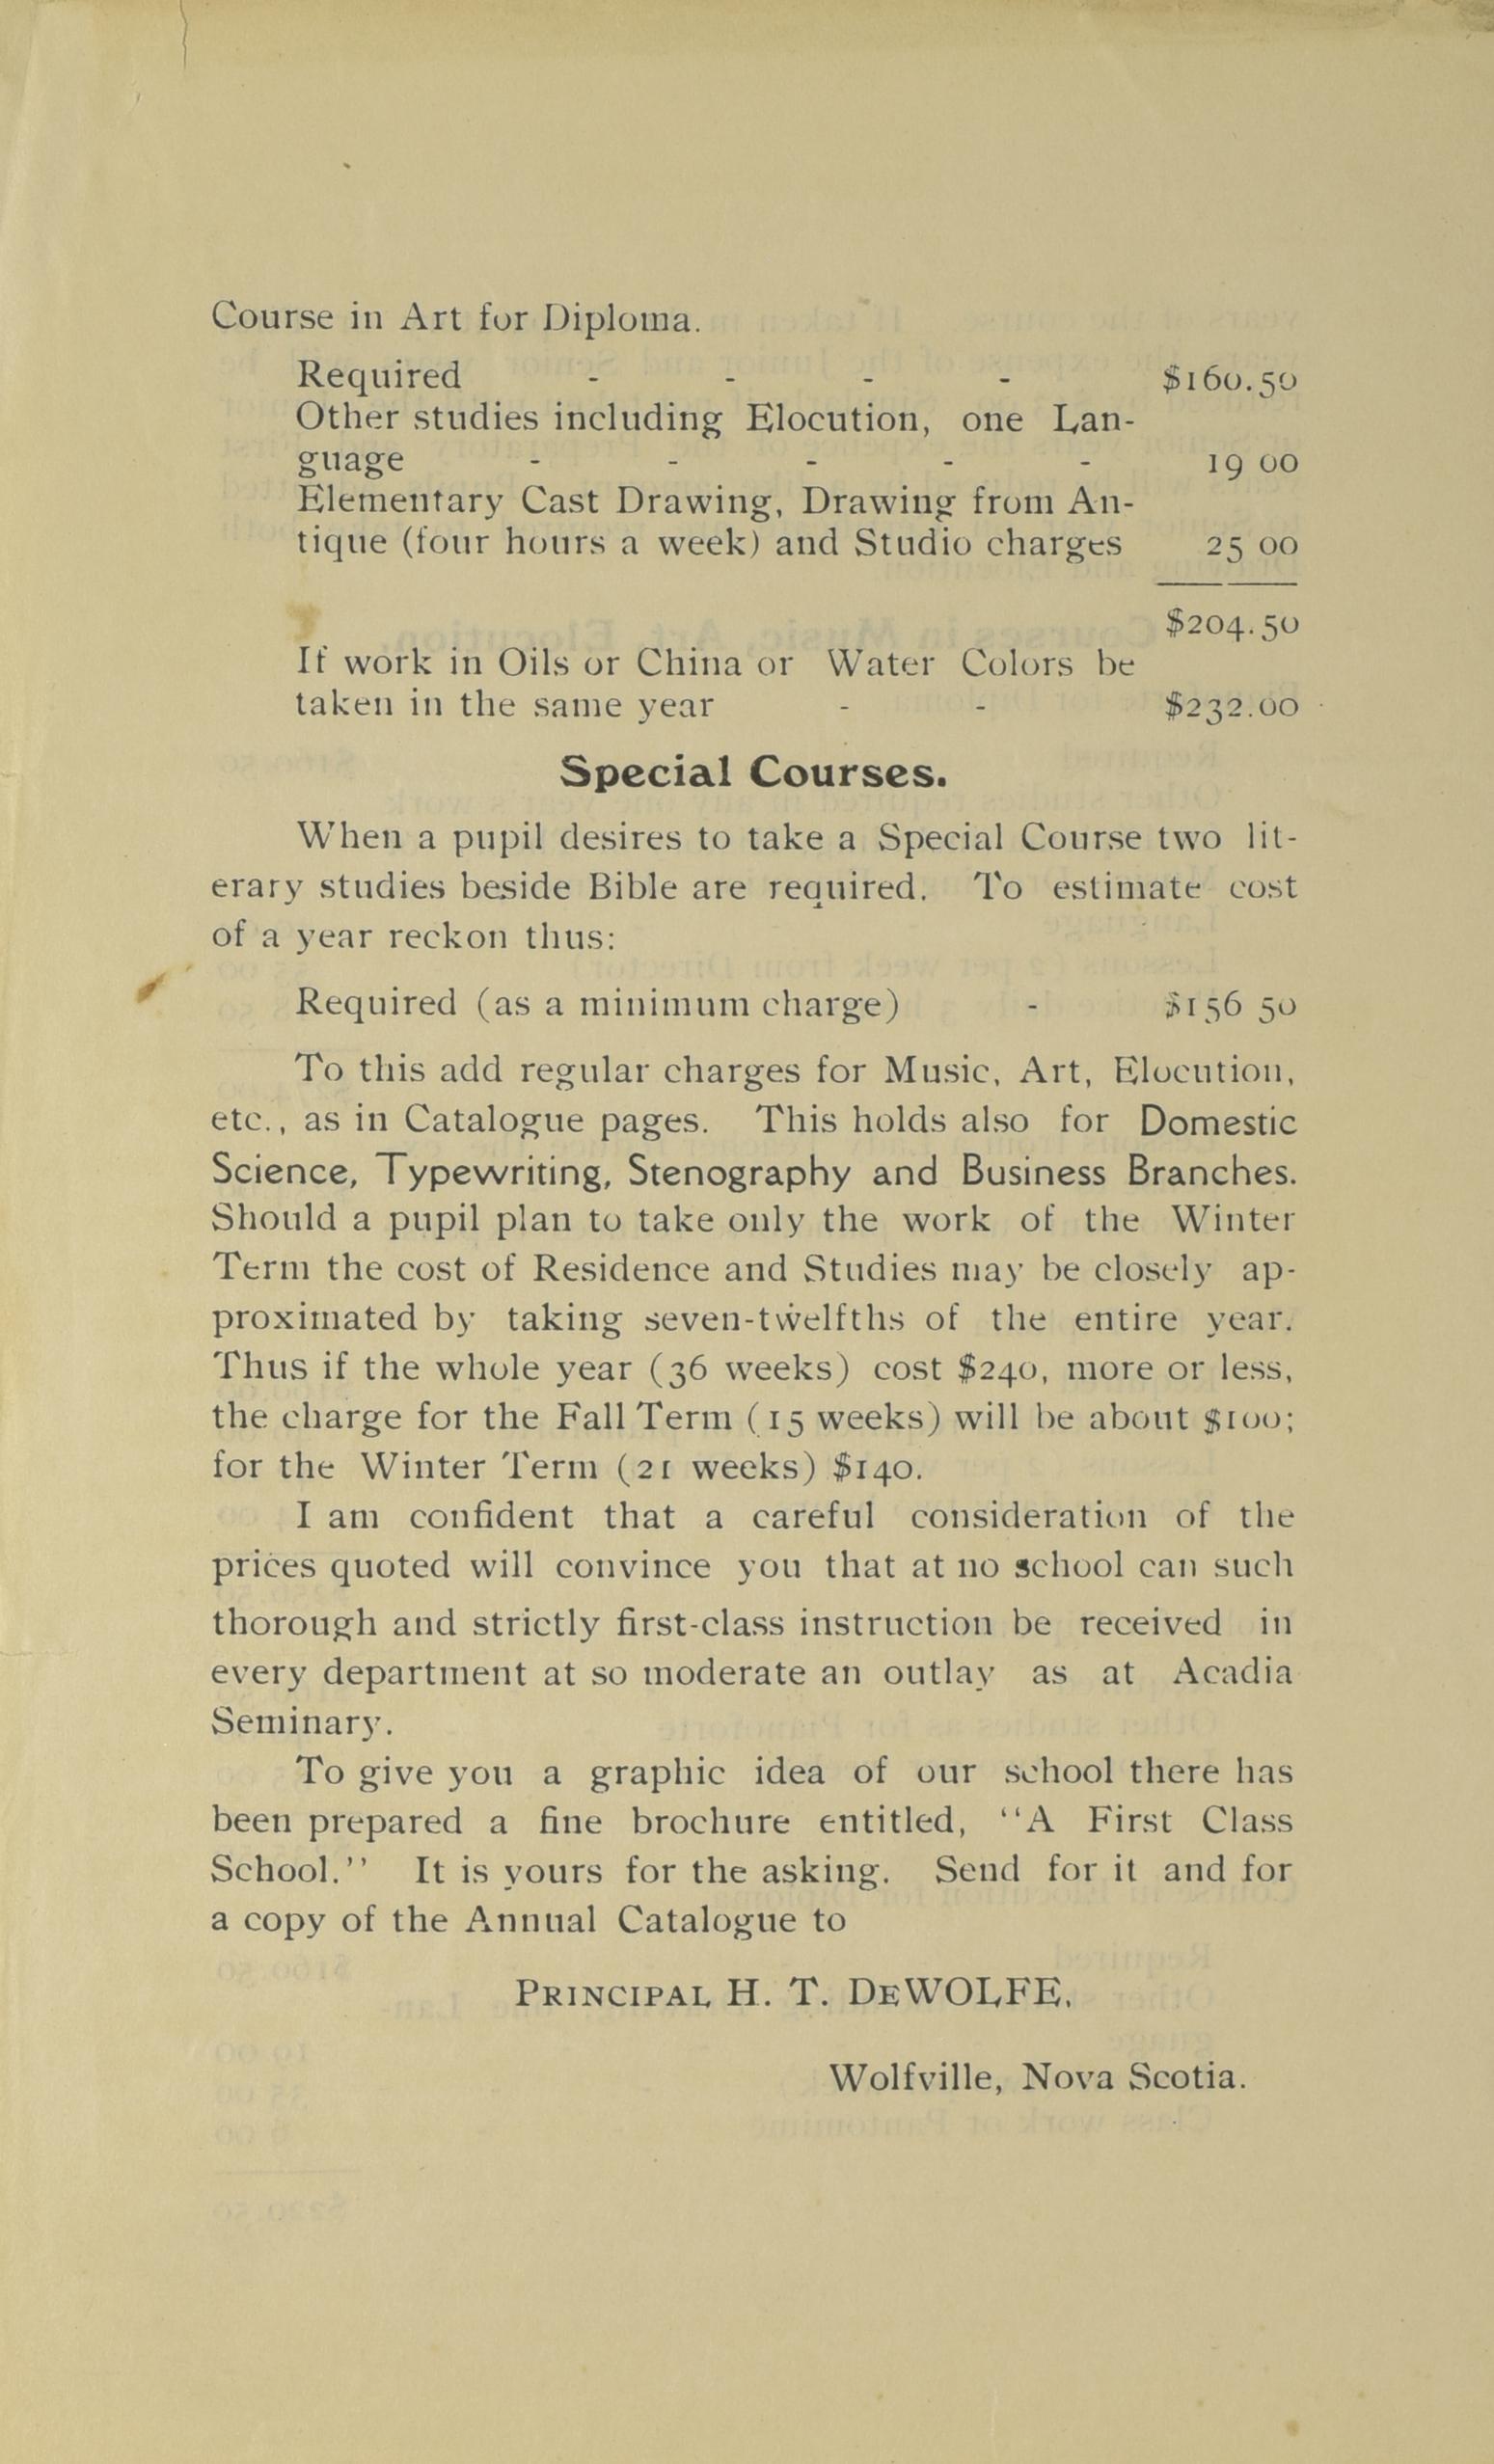 Course in Art for Diploma.
Required - - - - $160.50
Other studies including Elocution, one Lan-
guage - - - - - 19 00
Elementary Cast Drawing, Drawing from An-
tique (four hours a week) and Studio charges 25 00
$204.50
If work in Oils or China or Water Colors be
taken in the same year - - $232.00
Special Courses.
When a pupil desires to take a Special Course two lit-
erary studies beside Bible are required. To estimate cost
of a year reckon thus:
Required (as a minimum charge) - $156 50
To this add regular charges for Music, Art, Elocution,
etc., as in Catalogue pages. This holds also for Domestic
Science, Typewriting, Stenography and Business Branches.
Should a pupil plan to take only the work of the Winter
Term the cost of Residence and Studies may be closely ap-
proximated by taking seven-twelfths of the entire year.
Thus if the whole year (36 weeks) cost $240, more or less,
the charge for the Fall Term (15 weeks) will be about $100;
for the Winter Term (21 weeks) $140.
I am confident that a careful consideration of the
prices quoted will convince you that at no school can such
thorough and strictly first-class instruction be received in
every department at so moderate an outlay as at Acadia
Seminary.
To give you a graphic idea of our school there has
been prepared a fine brochure entitled, "A First Class
School." It is yours for the asking. Send for it and for
a copy of the Annual Catalogue to
PRINCIPAL H. T. DEWOLFE,
Wolfville, Nova Scotia.